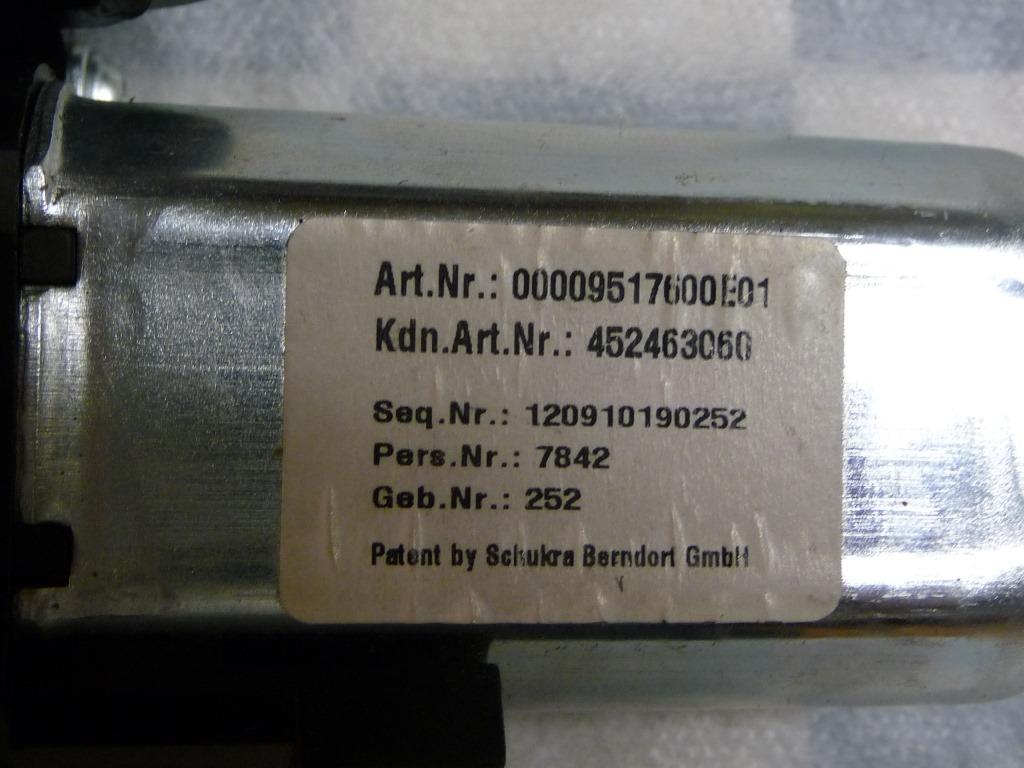 Art.Nr.: 00009517600E01
Kdn.Art.Nr.: 452463060
Seq.Nr.: 120910190252
Pers.Nr.: 7842
Geb.Nr.: 252
Patent by Schukra Berndorf GmbH